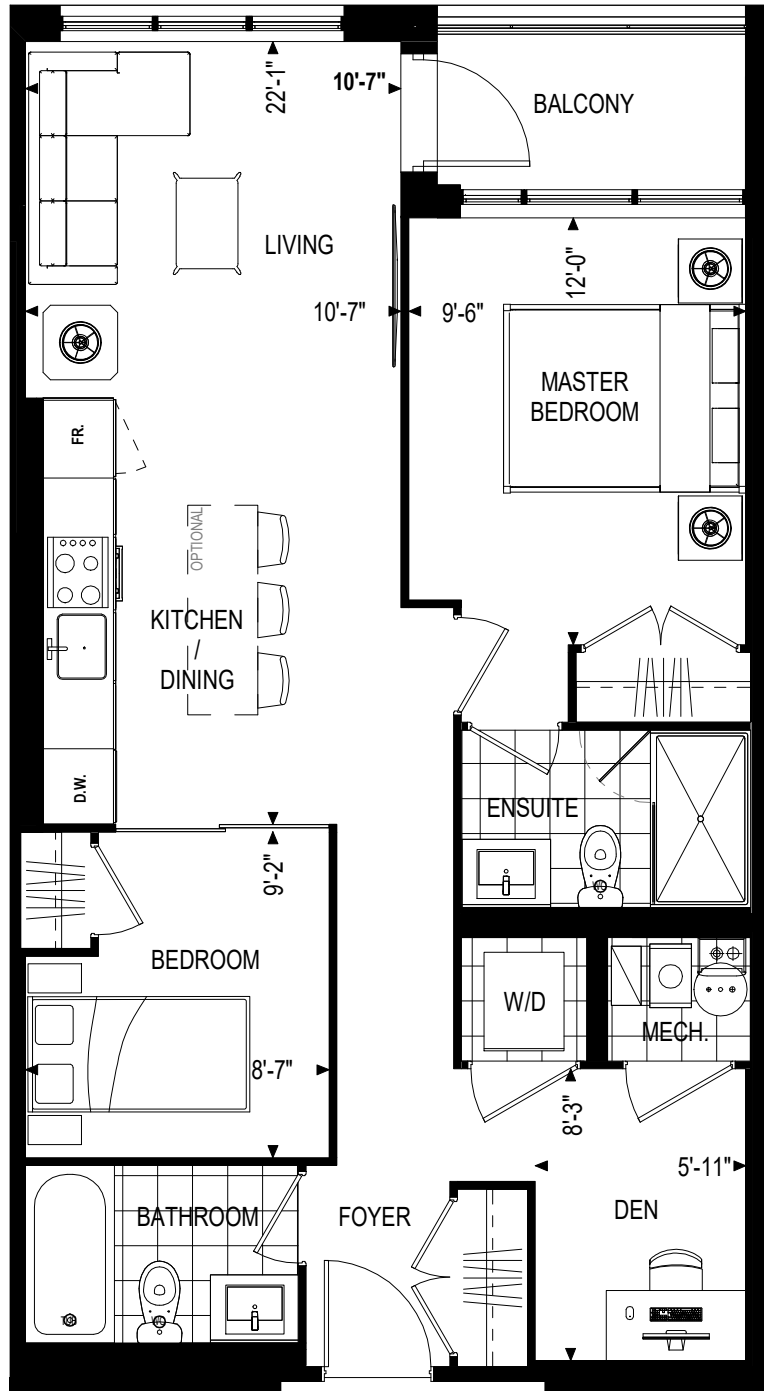 22'-1"
10'-7"
BALCONY
LIVING
12'-0"
10'-7"
9'-6"
MASTER
BEDROOM
FR.
OPTIONAL
KITCHEN
/
DINING
D.W.
ENSUITE
9'-2"
BEDROOM
W/D
MECH.
8'-7"
8'-3"
5'-11"
BATHROOM
FOYER
DEN